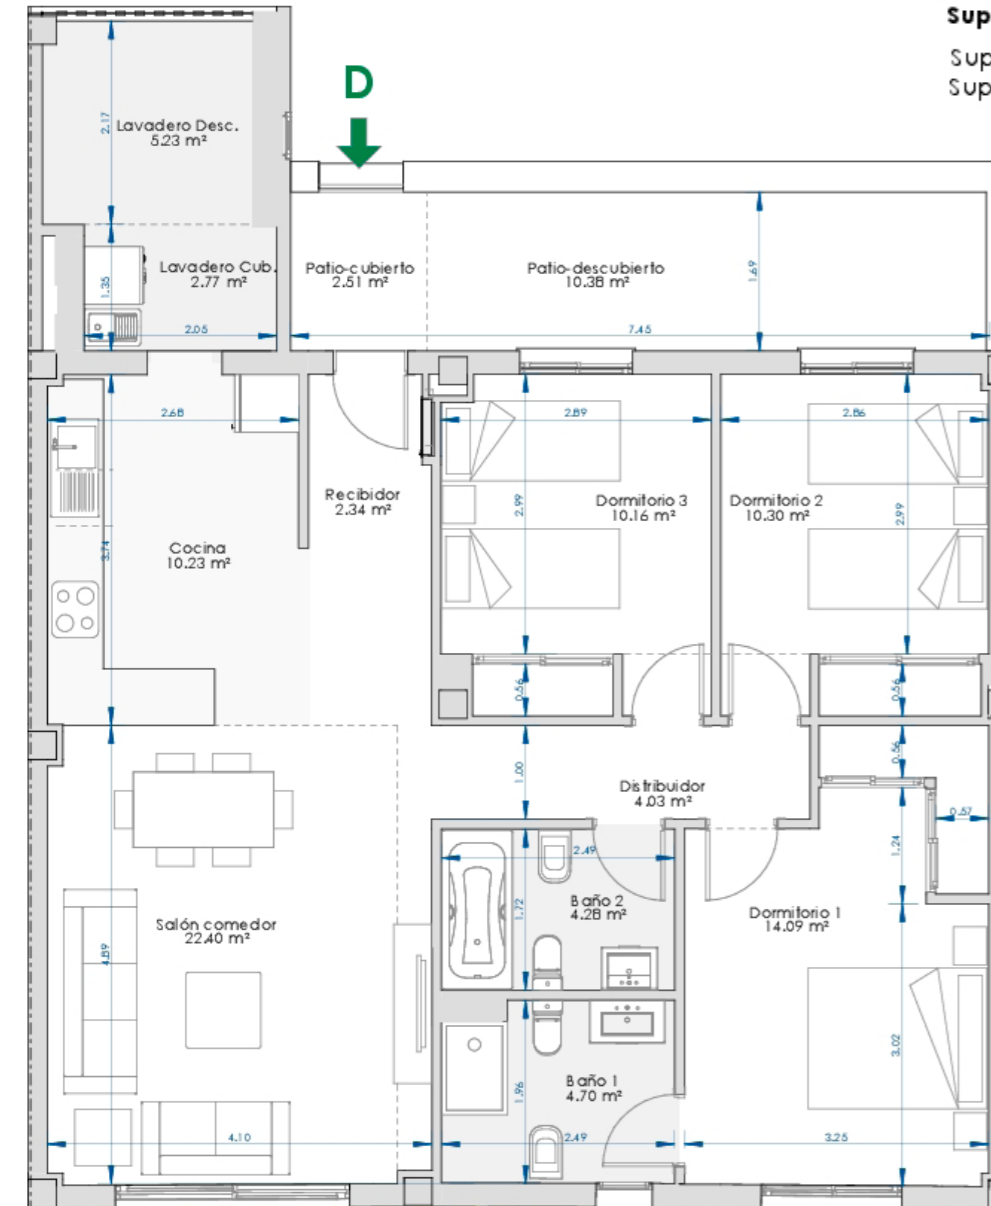 Sup
Sup
Sup
D
2.17
Lavadero Desc.
5.23 m²
Lavadero Cub.
2.77 m²
1.35
2.05
Patio-cubierto
2.51 m²
Patio-descubierto
10.38 m²
1.69
7.45
2.68
2.89
2.86
Recibidor
2.34 m²
Dormitorio 3
10.16 m²
2.99
Dormitorio 2
10.30 m²
2.99
Cocina
10.23 m²
3.74
0.56
0.56
0.56
1.00
Distribuidor
4.03 m²
0.57
1.24
2.49
Baño 2
4.28 m²
1.72
Salón comedor
22.40 m²
4.89
Dormitorio 1
14.09 m²
3.02
Baño 1
4.70 m²
1.96
4.10
2.49
3.25